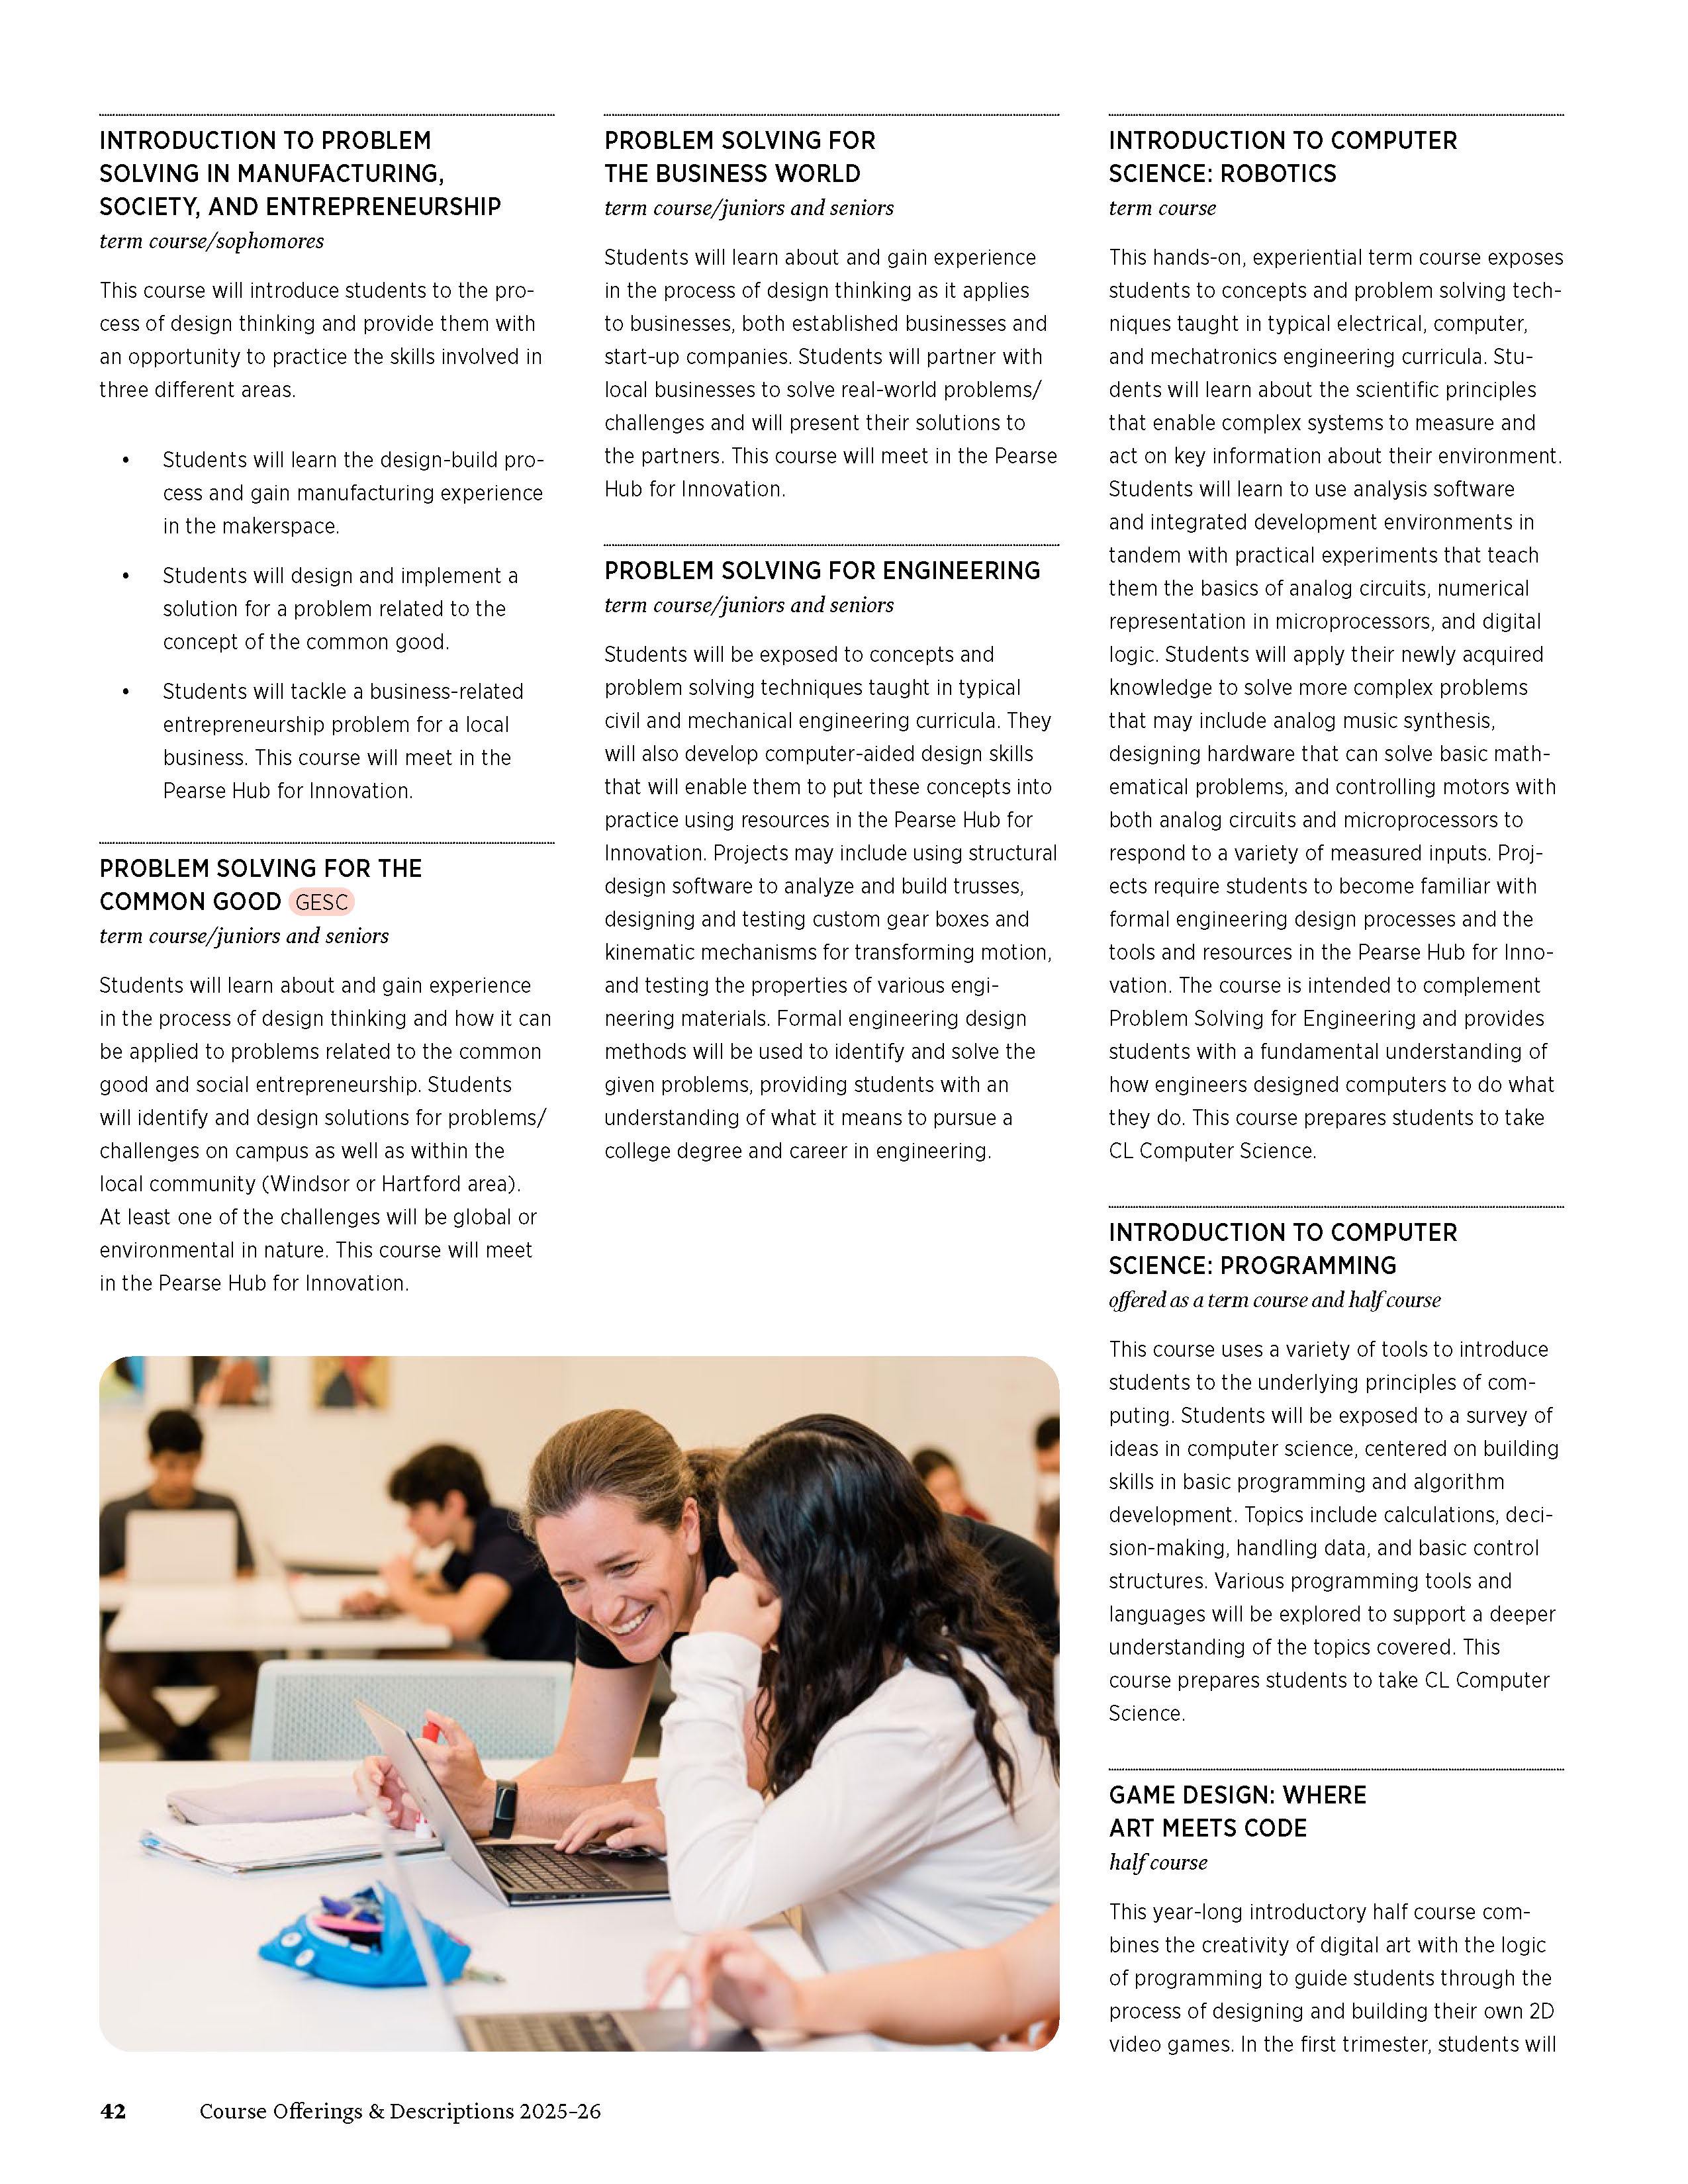 INTRODUCTION TO PROBLEM
SOLVING IN MANUFACTURING,
SOCIETY, AND ENTREPRENEURSHIP
term course/sophomores
This course will introduce students to the pro-
cess of design thinking and provide them with
an opportunity to practice the skills involved in
three different areas.
• Students will learn the design-build pro-
cess and gain manufacturing experience
in the makerspace.
• Students will design and implement a
solution for a problem related to the
concept of the common good.
• Students will tackle a business-related
entrepreneurship problem for a local
business. This course will meet in the
Pearse Hub for Innovation.
PROBLEM SOLVING FOR THE
COMMON GOOD GESC
term course/juniors and seniors
Students will learn about and gain experience
in the process of design thinking and how it can
be applied to problems related to the common
good and social entrepreneurship. Students
will identify and design solutions for problems/
challenges on campus as well as within the
local community (Windsor or Hartford area).
At least one of the challenges will be global or
environmental in nature. This course will meet
in the Pearse Hub for Innovation.
PROBLEM SOLVING FOR
THE BUSINESS WORLD
term course/juniors and seniors
Students will learn about and gain experience
in the process of design thinking as it applies
to businesses, both established businesses and
start-up companies. Students will partner with
local businesses to solve real-world problems/
challenges and will present their solutions to
the partners. This course will meet in the Pearse
Hub for Innovation.
PROBLEM SOLVING FOR ENGINEERING
term course/juniors and seniors
Students will be exposed to concepts and
problem solving techniques taught in typical
civil and mechanical engineering curricula. They
will also develop computer-aided design skills
that will enable them to put these concepts into
practice using resources in the Pearse Hub for
Innovation. Projects may include using structural
design software to analyze and build trusses,
designing and testing custom gear boxes and
kinematic mechanisms for transforming motion,
and testing the properties of various engi-
neering materials. Formal engineering design
methods will be used to identify and solve the
given problems, providing students with an
understanding of what it means to pursue a
college degree and career in engineering.
INTRODUCTION TO COMPUTER
SCIENCE: ROBOTICS
term course
This hands-on, experiential term course exposes
students to concepts and problem solving tech-
niques taught in typical electrical, computer,
and mechatronics engineering curricula. Stu-
dents will learn about the scientific principles
that enable complex systems to measure and
act on key information about their environment.
Students will learn to use analysis software
and integrated development environments in
tandem with practical experiments that teach
them the basics of analog circuits, numerical
representation in microprocessors, and digital
logic. Students will apply their newly acquired
knowledge to solve more complex problems
that may include analog music synthesis,
designing hardware that can solve basic math-
ematical problems, and controlling motors with
both analog circuits and microprocessors to
respond to a variety of measured inputs. Proj-
ects require students to become familiar with
formal engineering design processes and the
tools and resources in the Pearse Hub for Inno-
vation. The course is intended to complement
Problem Solving for Engineering and provides
students with a fundamental understanding of
how engineers designed computers to do what
they do. This course prepares students to take
CL Computer Science.
INTRODUCTION TO COMPUTER
SCIENCE: PROGRAMMING
offered as a term course and half course
This course uses a variety of tools to introduce
students to the underlying principles of com-
puting. Students will be exposed to a survey of
ideas in computer science, centered on building
skills in basic programming and algorithm
development. Topics include calculations, deci-
sion-making, handling data, and basic control
structures. Various programming tools and
languages will be explored to support a deeper
understanding of the topics covered. This
course prepares students to take CL Computer
Science.
GAME DESIGN: WHERE
ART MEETS CODE
half course
This year-long introductory half course com-
bines the creativity of digital art with the logic
of programming to guide students through the
process of designing and building their own 2D
video games. In the first trimester, students will
42 Course Offerings & Descriptions 2025–26